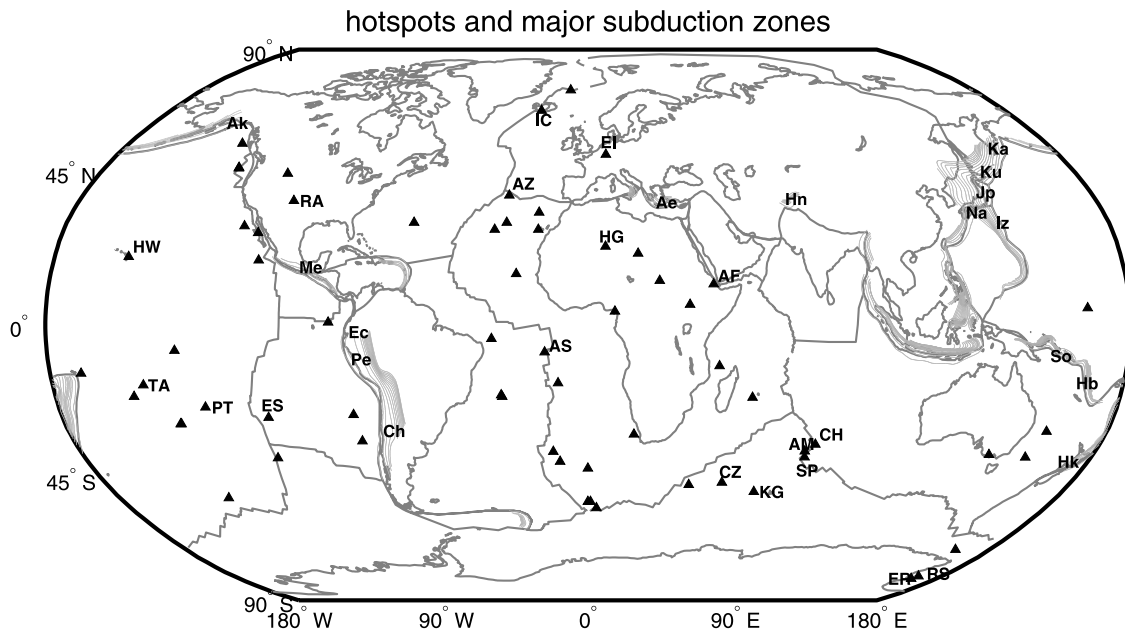 hotspots and major subduction zones
90° N
Ak
IC
EI
Ka
45° N
Ku
AZ
Jp
RA
Ae
Hn
Na
Iz
HW
HG
Me
AF
0°
Ec
AS
So
Pe
TA
Hb
PT
ES
Ch
AM
CH
Hk
SP
45° S
CZ
KG
ER
RS
90° S
180° W
90° W
0°
90° E
180° E